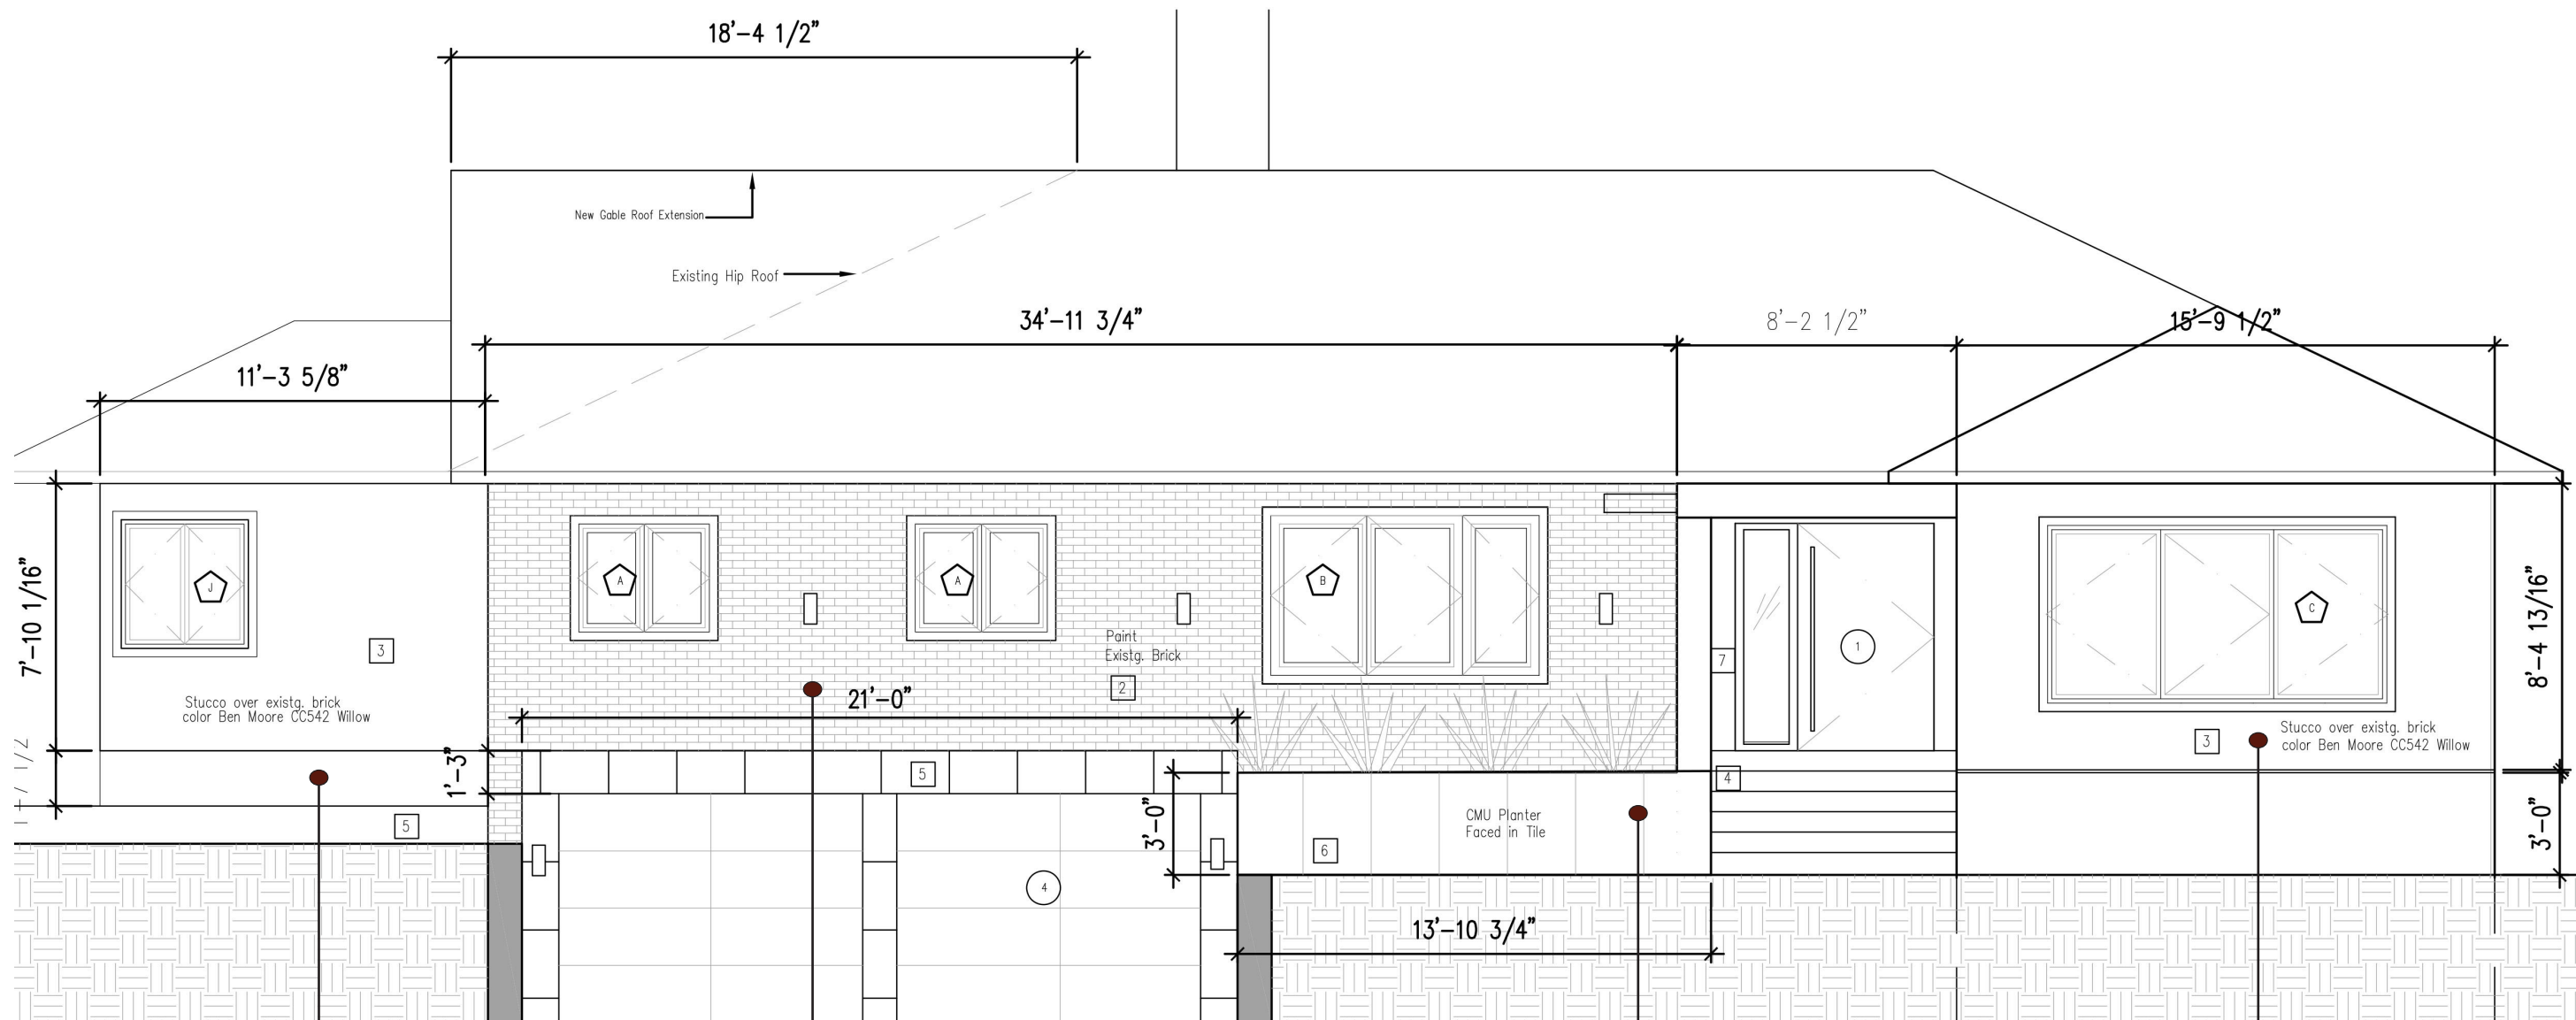 18'-4 1/2"
New Gable Roof Extension
Existing Hip Roof
34'-11 3/4"
8'-2 1/2"
15'-9 1/2"
11'-3 5/8"
7'-10 1/16"
J
A
A
B
C
1
7
3
Stucco over existg. brick
color Ben Moore CC542 Willow
Paint
Existg. Brick
2
21'-0"
8'-4 13/16"
3
Stucco over existg. brick
color Ben Moore CC542 Willow
1'-3"
5
4
3'-0"
CMU Planter
Faced in Tile
3'-0"
5
6
4
13'-10 3/4"